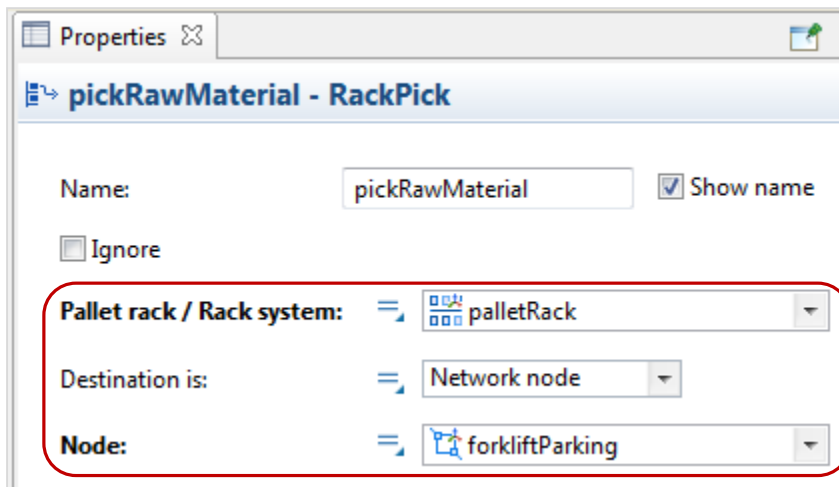 Properties
pickRawMaterial - RackPick
Name: pickRawMaterial Show name
Ignore
Pallet rack / Rack system: palletRack
Destination is: Network node
Node: forkliftParking